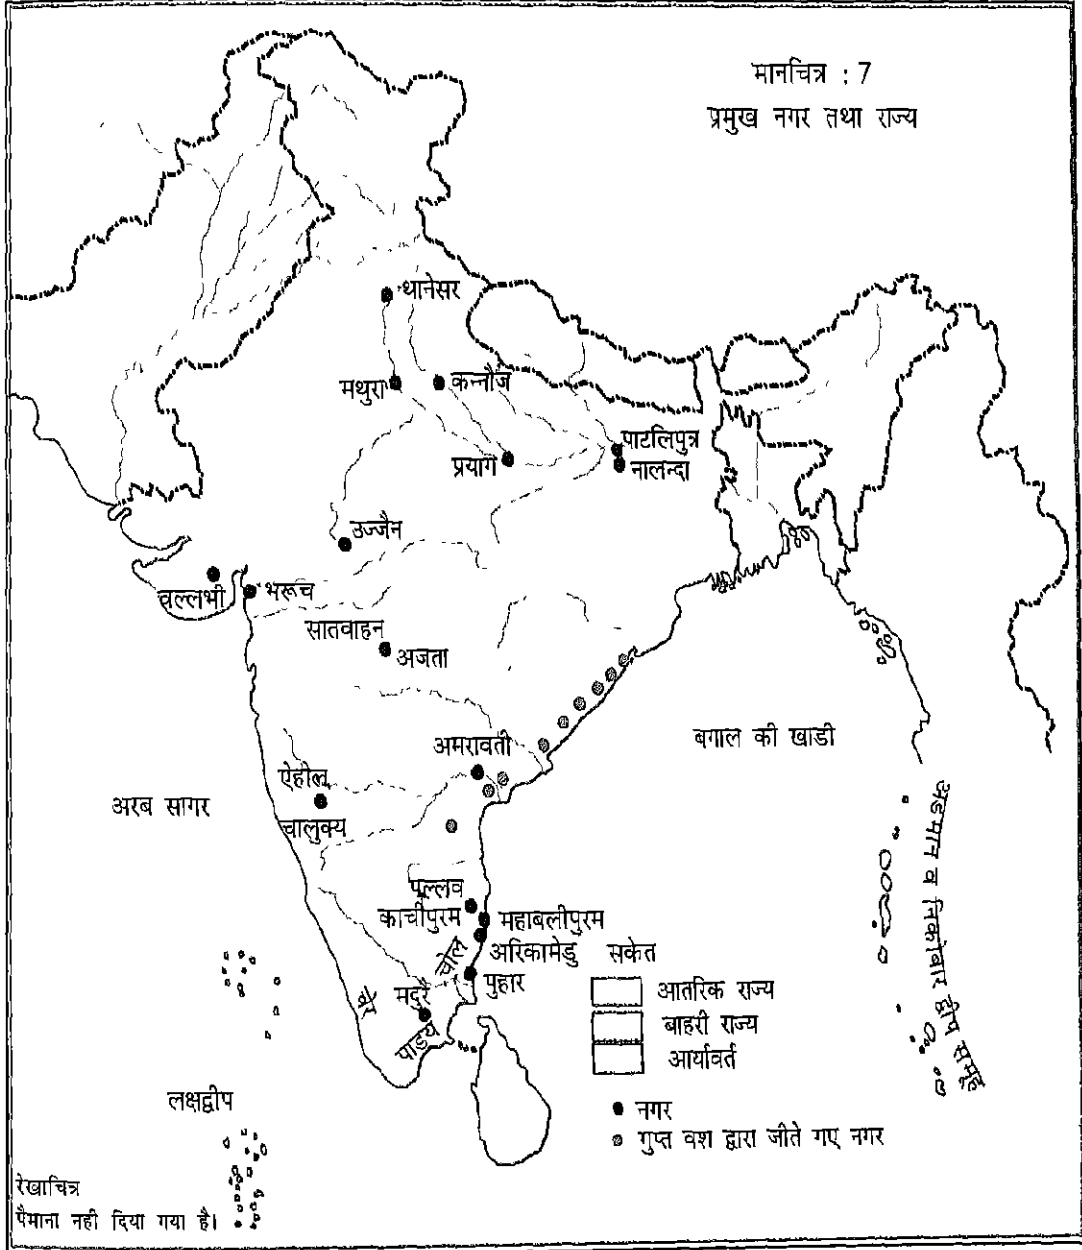 मानचित्र : 7
प्रमुख नगर तथा राज्य
थानेसर
मथुरा
कन्नौज
पाटलिपुत्र
प्रयाग
नालन्दा
उज्जैन
वल्लभी
भरूच
सातवाहन
अजता
बगाल की खाडी
अमरावती
ऐहोल
अरब सागर
चालुक्य
अडमान व निकोबार द्वीप समूह
पल्लव
काचीपुरम
महाबलीपुरम
अरिकामेडु
चोल
पुहार
चेर
मदुरै
पाड्य
सकेत
आतरिक राज्य
बाहरी राज्य
आर्यावर्त
नगर
गुप्त वश द्वारा जीते गए नगर
लक्षद्वीप
रेखाचित्र
पैमाना नही दिया गया है।